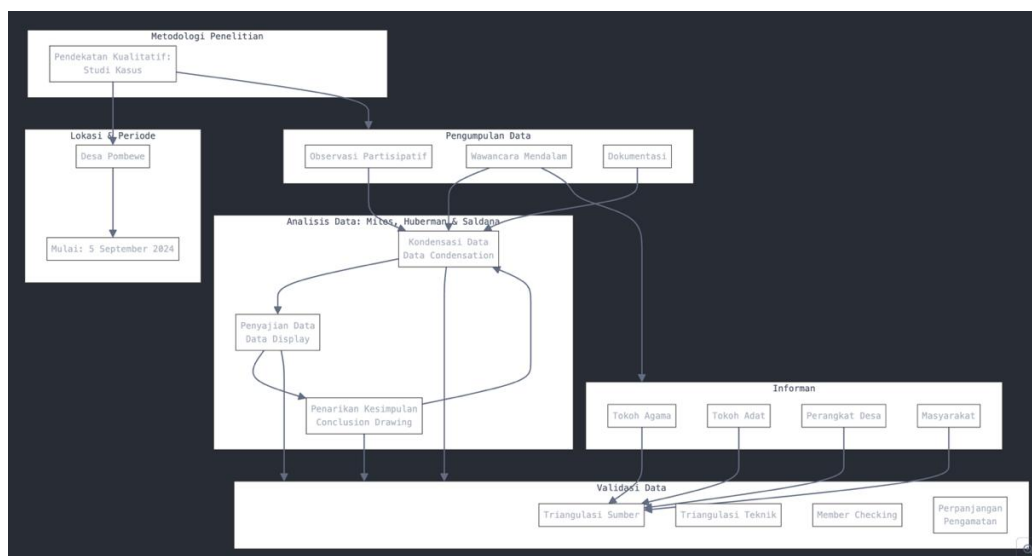 Metodologi Penelitian
Pendekatan Kualitatif:
Studi Kasus
Lokasi & Periode
Desa Pombewe
Mulai: 5 September 2024
Pengumpulan Data
Observasi Partisipatif
Wawancara Mendalam
Dokumentasi
Analisis Data: Miles, Huberman & Saldana
Kondensasi Data
Data Condensation
Penyajian Data
Data Display
Penarikan Kesimpulan
Conclusion Drawing
Informan
Tokoh Agama
Tokoh Adat
Perangkat Desa
Masyarakat
Validasi Data
Triangulasi Sumber
Triangulasi Teknik
Member Checking
Perpanjangan
Pengamatan